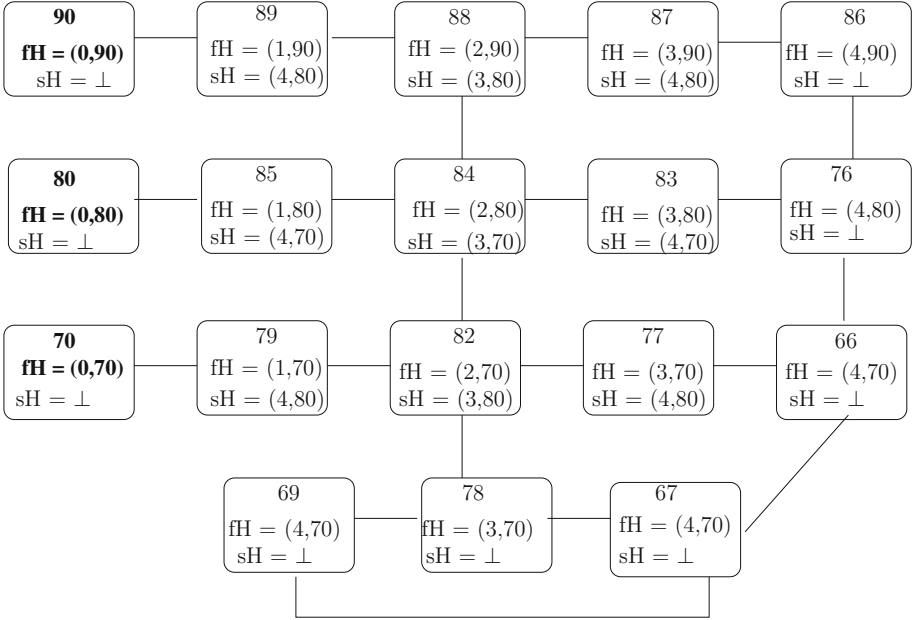 90
fH = (0,90)
sH = ⊥
89
fH = (1,90)
sH = (4,80)
88
fH = (2,90)
sH = (3,80)
87
fH = (3,90)
sH = (4,80)
86
fH = (4,90)
sH = ⊥
80
fH = (0,80)
sH = ⊥
85
fH = (1,80)
sH = (4,70)
84
fH = (2,80)
sH = (3,70)
83
fH = (3,80)
sH = (4,70)
76
fH = (4,80)
sH = ⊥
70
fH = (0,70)
sH = ⊥
79
fH = (1,70)
sH = (4,80)
82
fH = (2,70)
sH = (3,80)
77
fH = (3,70)
sH = (4,80)
66
fH = (4,70)
sH = ⊥
69
fH = (4,70)
sH = ⊥
78
fH = (3,70)
sH = ⊥
67
fH = (4,70)
sH = ⊥